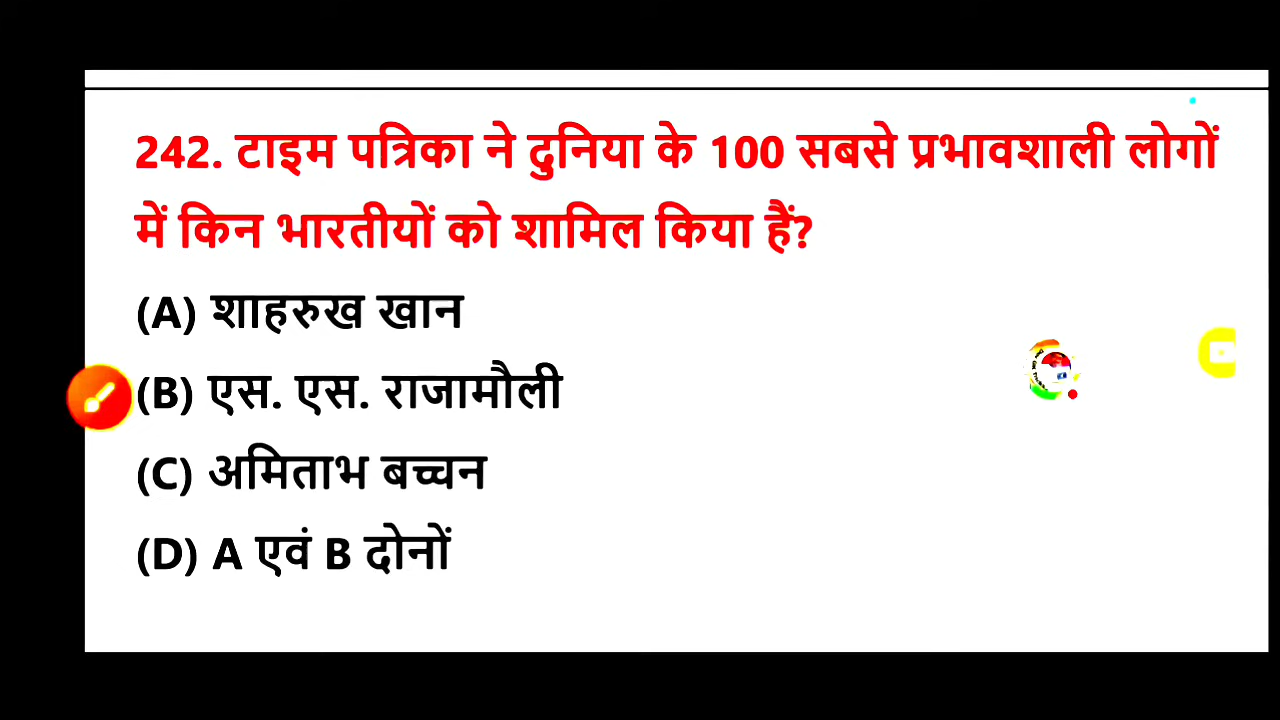 242. टाइम पत्रिका ने दुनिया के 100 सबसे प्रभावशाली लोगों
में किन भारतीयों को शामिल किया हैं?
(A) शाहरुख खान
(B) एस. एस. राजामौली
(C) अमिताभ बच्चन
(D) A एवं B दोनों